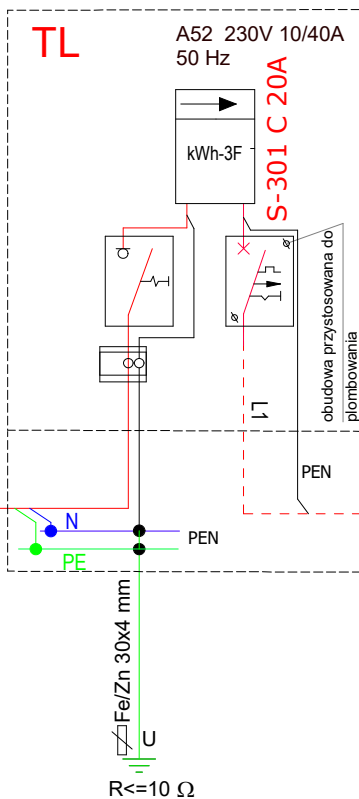 TL
A52 230V 10/40A
50 Hz
kWh-3F
S-301 C 20A
obudowa przystosowana do
plombowania
L1
PEN
N
PEN
PE
Fe/Zn 30x4 mm
U
R<=10 Ω